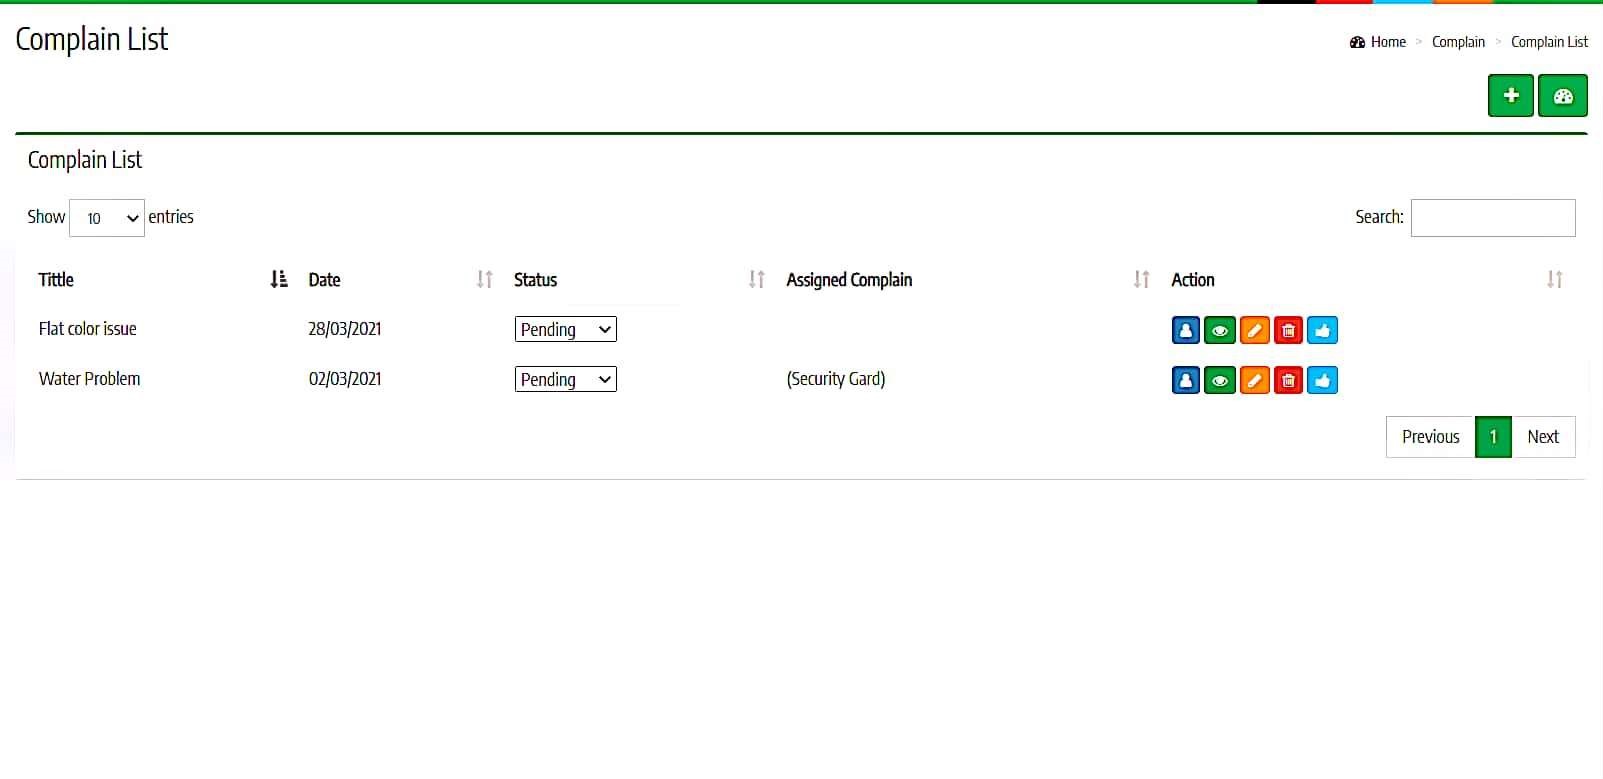 Complain List
Home > Complain > Complain List
Complain List
Show 10 entries Search:
Tittle Date Status Assigned Complain Action
Flat color issue 28/03/2021 Pending
Water Problem 02/03/2021 Pending (Security Gard)
Previous 1 Next